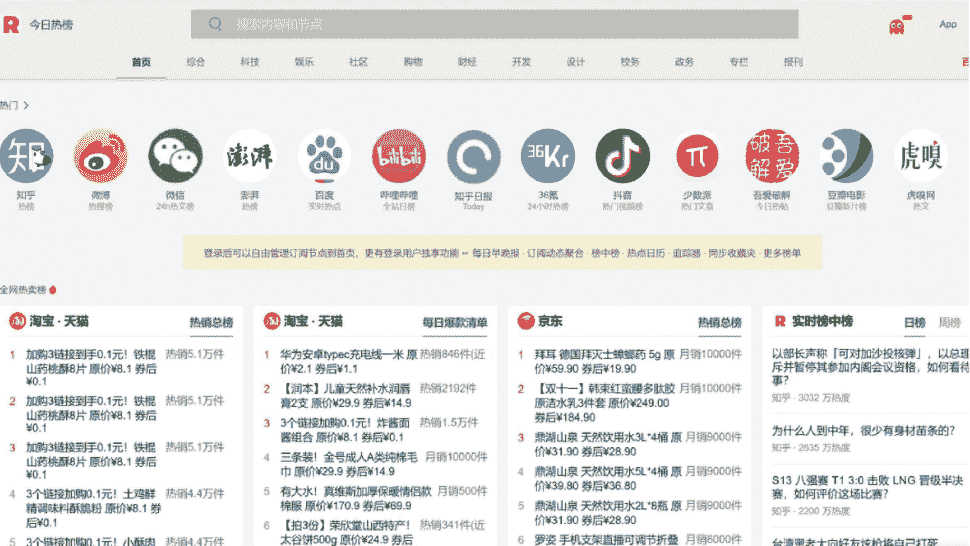 今日热榜
搜索内容和节点
App
首页 综合 科技 娱乐 社区 购物 财经 开发 设计 校务 政务 专栏 报刊
热门
知乎 微博 微信 澎湃 百度 哔哩哔哩 知乎日报 36氪 抖音 少数派 吾爱破解 豆瓣电影 虎嗅网
热榜 热搜榜 24h热文榜 热榜 实时热点 全站日榜 Today 24小时热榜 热门视频榜 热门文章 今日热帖 热文
登录后可以自由管理订阅节点到首页，更有登录用户独享功能 每日早晚报 · 订阅动态聚合 · 榜中榜 · 热点日历 · 追踪器 · 同步收藏夹 · 更多榜单
全网热卖榜
淘宝 · 天猫 热销总榜
1 加购3链接到手0.1元！铁棍 热销5.1万件
山药桃酥8片 原价¥8.1 券后
¥0.1
2 加购3链接到手0.1元！铁棍 热销5.1万件
山药桃酥8片 原价¥8.1 券后
¥0.1
3 加购3链接到手0.1元！铁棍 热销5.1万件
山药桃酥8片 原价¥8.1 券后
¥0.1
4 3个链接加购0.1元！土鸡鲜 热销4.4万件
精调味料酥脆粉 原价¥8.1 券
后¥0.1
5 3个链接加购0.1元！小酥肉 热销4.4万件
淘宝 · 天猫 每日爆款清单
1 华为安卓typec充电线一米 原 热销846件(近
价¥2.1 券后¥1.1
2 【润本】儿童天然补水润唇 热销2192件
膏2支 原价¥29.9 券后¥14.9
3 3个链接加购0.1元！炸酱面 热销1.5万件
酱组合 原价¥8.1 券后¥0.1
4 三条装！金号成人A类纯棉毛 月销10000件
巾 原价¥29.9 券后¥14.9
5 有大水！真维斯加厚保暖情侣款 月销500件
棉服 原价¥170.9 券后¥69.9
6 【拍3份】荣欣堂山西特产！ 热销341件(近
太谷饼500g 原价¥24.9 券后
京东 热销总榜
1 拜耳 德国拜灭士蟑螂药 5g 原 月销10000件
价¥59.90 券后¥19.90
2 【双十一】韩束红蛮腰多肽胶 月销10000件
原洁水乳3件套 原价¥249.00
券后¥184.90
3 鼎湖山泉 天然饮用水3L*4桶 原 月销9000件
价¥31.90 券后¥28.90
4 鼎湖山泉 天然饮用水5L*4桶 原 月销9000件
价¥39.80 券后¥36.80
5 鼎湖山泉 天然饮用水2L*8瓶 原 月销9000件
价¥31.90 券后¥28.90
6 罗姿 手机支架直播可调节折叠 月销8000件
实时榜中榜 日榜 周榜
以部长声称「可对加沙投核弹」，以总理
斥并暂停其参加内阁会议资格，如何看待
事？
知乎 · 3032 万热度
为什么人到中年，很少有身材苗条的？
知乎 · 2635 万热度
S13 八强赛 T1 3:0 击败 LNG 晋级半决
赛，如何评价这场比赛？
知乎 · 2200 万热度